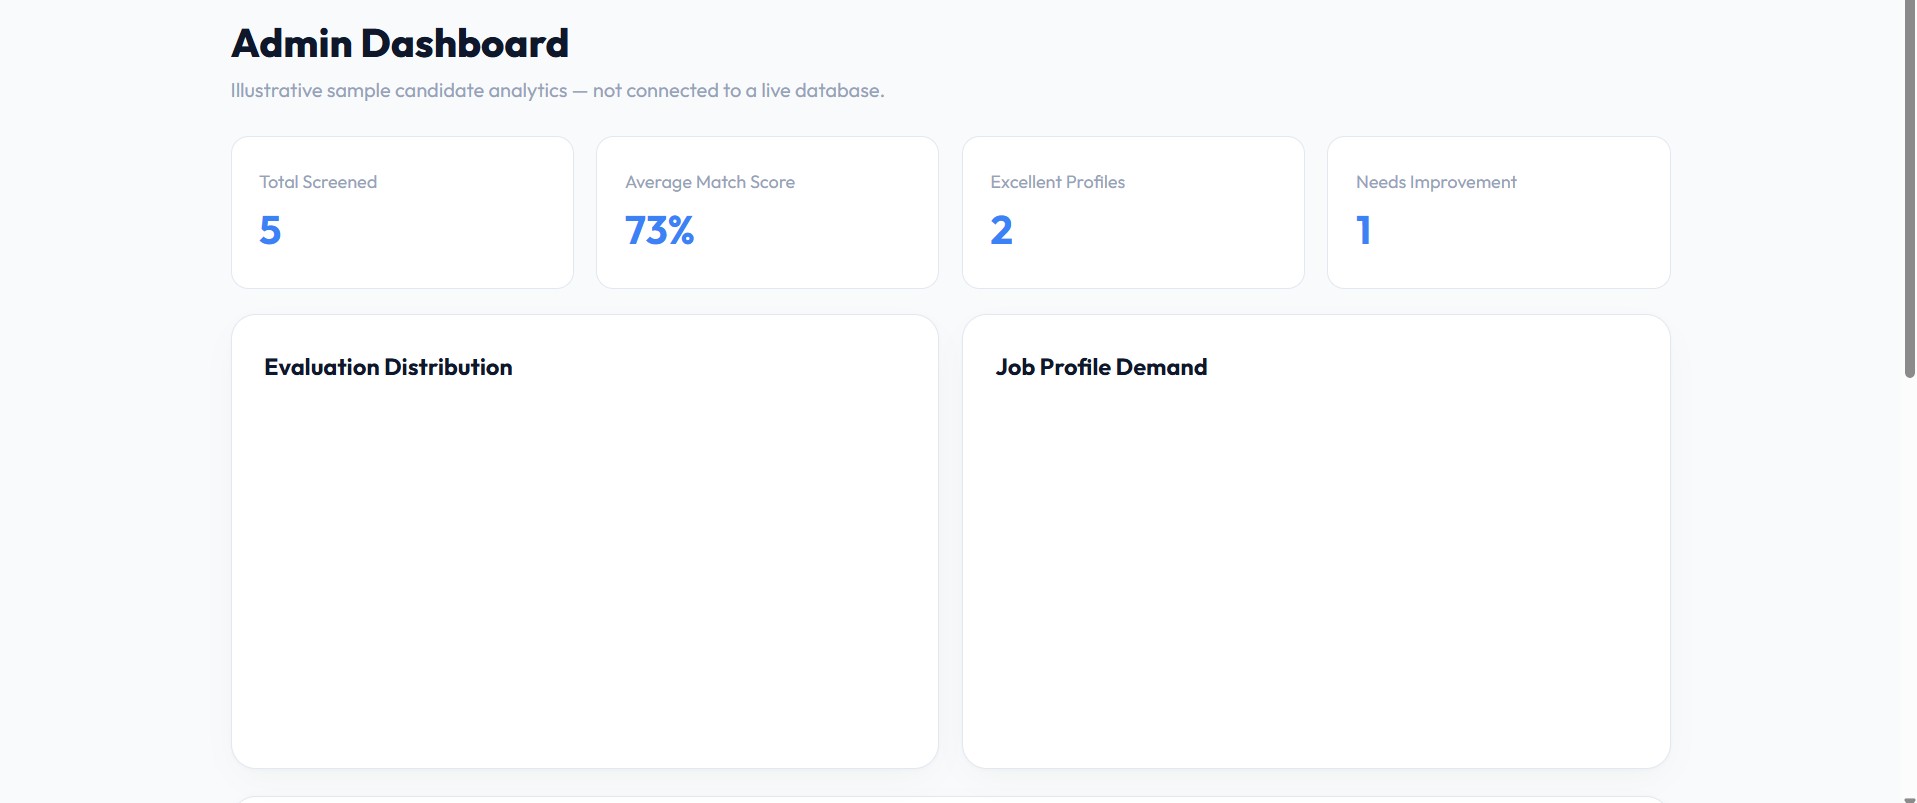 Admin Dashboard
Illustrative sample candidate analytics — not connected to a live database.
Total Screened
5
Average Match Score
73%
Excellent Profiles
2
Needs Improvement
1
Evaluation Distribution
Job Profile Demand